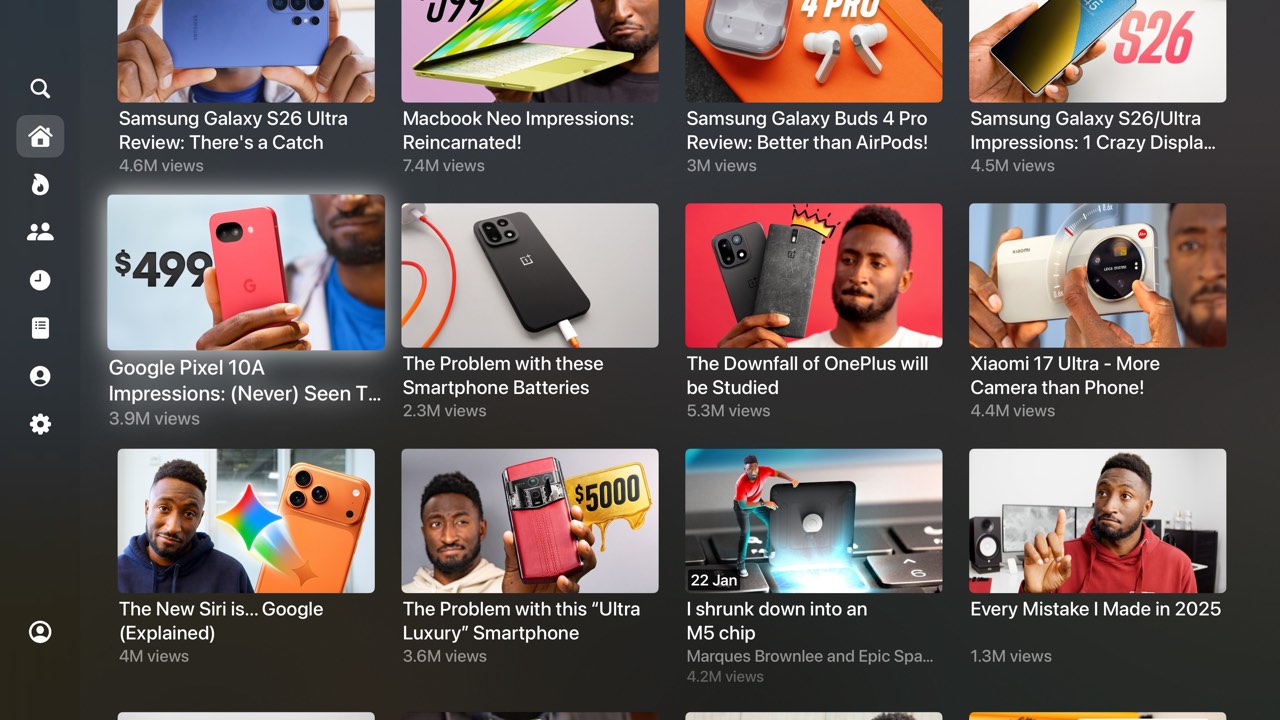 $099
4 PRO
S26
Samsung Galaxy S26 Ultra
Review: There's a Catch
4.6M views
Macbook Neo Impressions:
Reincarnated!
7.4M views
Samsung Galaxy Buds 4 Pro
Review: Better than AirPods!
3M views
Samsung Galaxy S26/Ultra
Impressions: 1 Crazy Displa...
4.5M views
$499
G
xiaomi
Google Pixel 10A
Impressions: (Never) Seen T...
3.9M views
The Problem with these
Smartphone Batteries
2.3M views
The Downfall of OnePlus will
be Studied
5.3M views
Xiaomi 17 Ultra - More
Camera than Phone!
4.4M views
$5000
22 Jan
6
The New Siri is... Google
(Explained)
4M views
The Problem with this “Ultra
Luxury” Smartphone
3.6M views
I shrunk down into an
M5 chip
Marques Brownlee and Epic Spa...
4.2M views
Every Mistake I Made in 2025
1.3M views